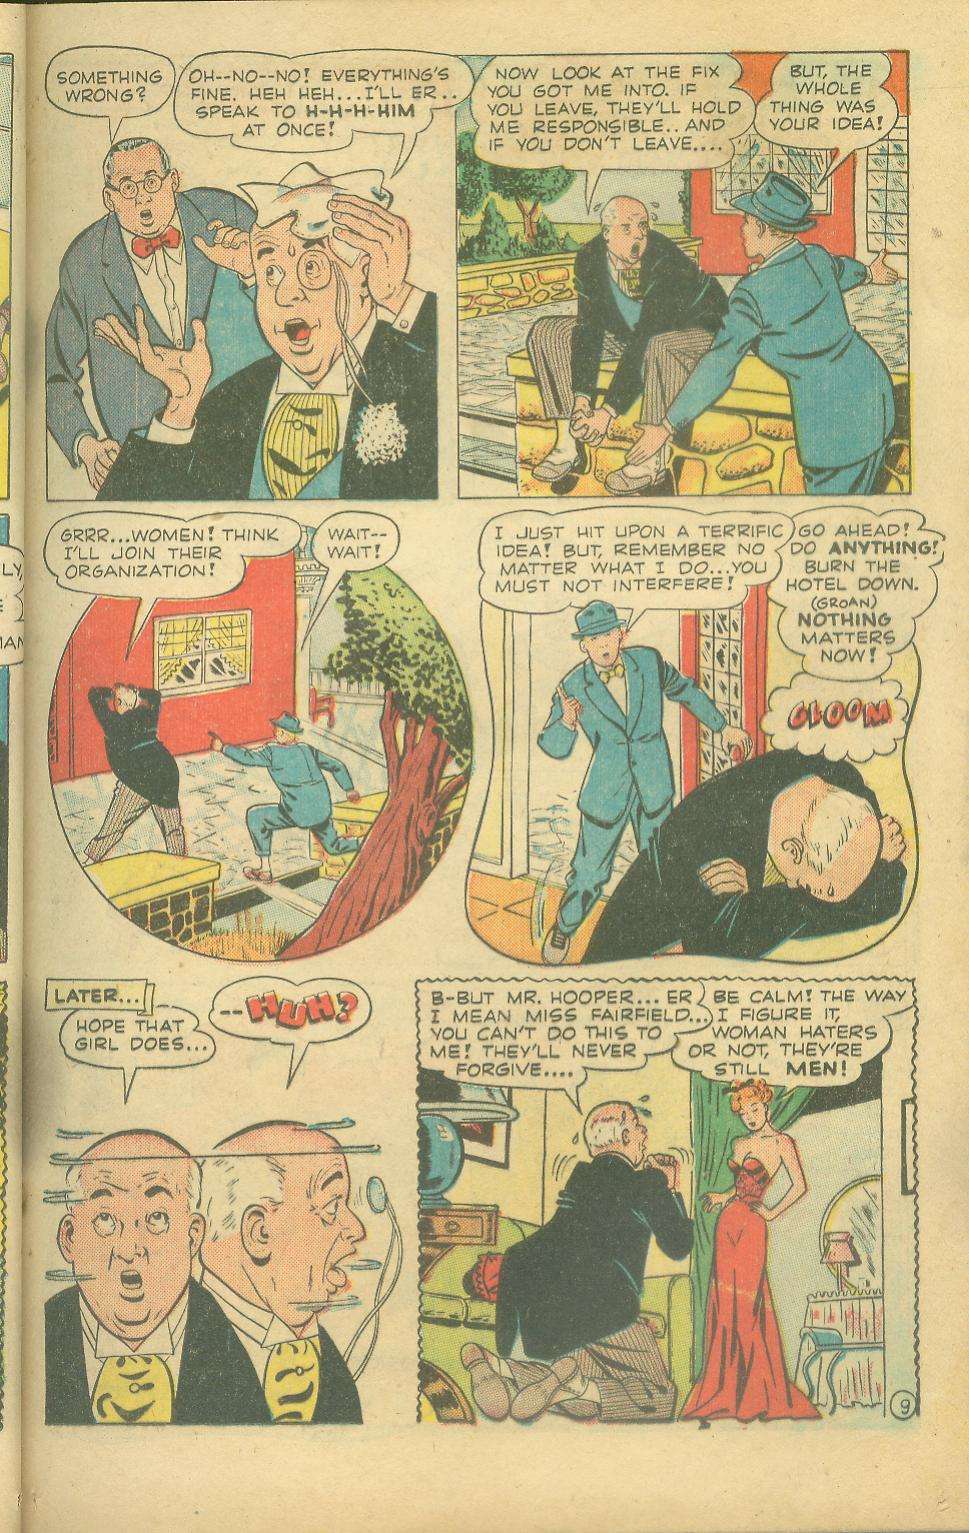 SOMETHING
WRONG?
OH--NO--NO! EVERYTHING'S
FINE. HEH HEH...I'LL ER..
SPEAK TO H-H-H-HIM
AT ONCE!
NOW LOOK AT THE FIX
YOU GOT ME INTO. IF
YOU LEAVE, THEY'LL HOLD
ME RESPONSIBLE..AND
IF YOU DON'T LEAVE....
BUT, THE
WHOLE
THING WAS
YOUR IDEA!
GRRR...WOMEN! THINK
I'LL JOIN THEIR
ORGANIZATION!
WAIT--
WAIT!
I JUST HIT UPON A TERRIFIC
IDEA! BUT, REMEMBER NO
MATTER WHAT I DO...YOU
MUST NOT INTERFERE!
GO AHEAD!
DO ANYTHING!
BURN THE
HOTEL DOWN.
(GROAN)
NOTHING
MATTERS
NOW!
GLOOM
LATER...
HOPE THAT
GIRL DOES...
--HUH?
B-BUT MR. HOOPER... ER
I MEAN MISS FAIRFIELD...
YOU CAN'T DO THIS TO
ME! THEY'LL NEVER
FORGIVE....
BE CALM! THE WAY
I FIGURE IT,
WOMAN HATERS
OR NOT, THEY'RE
STILL MEN!
9